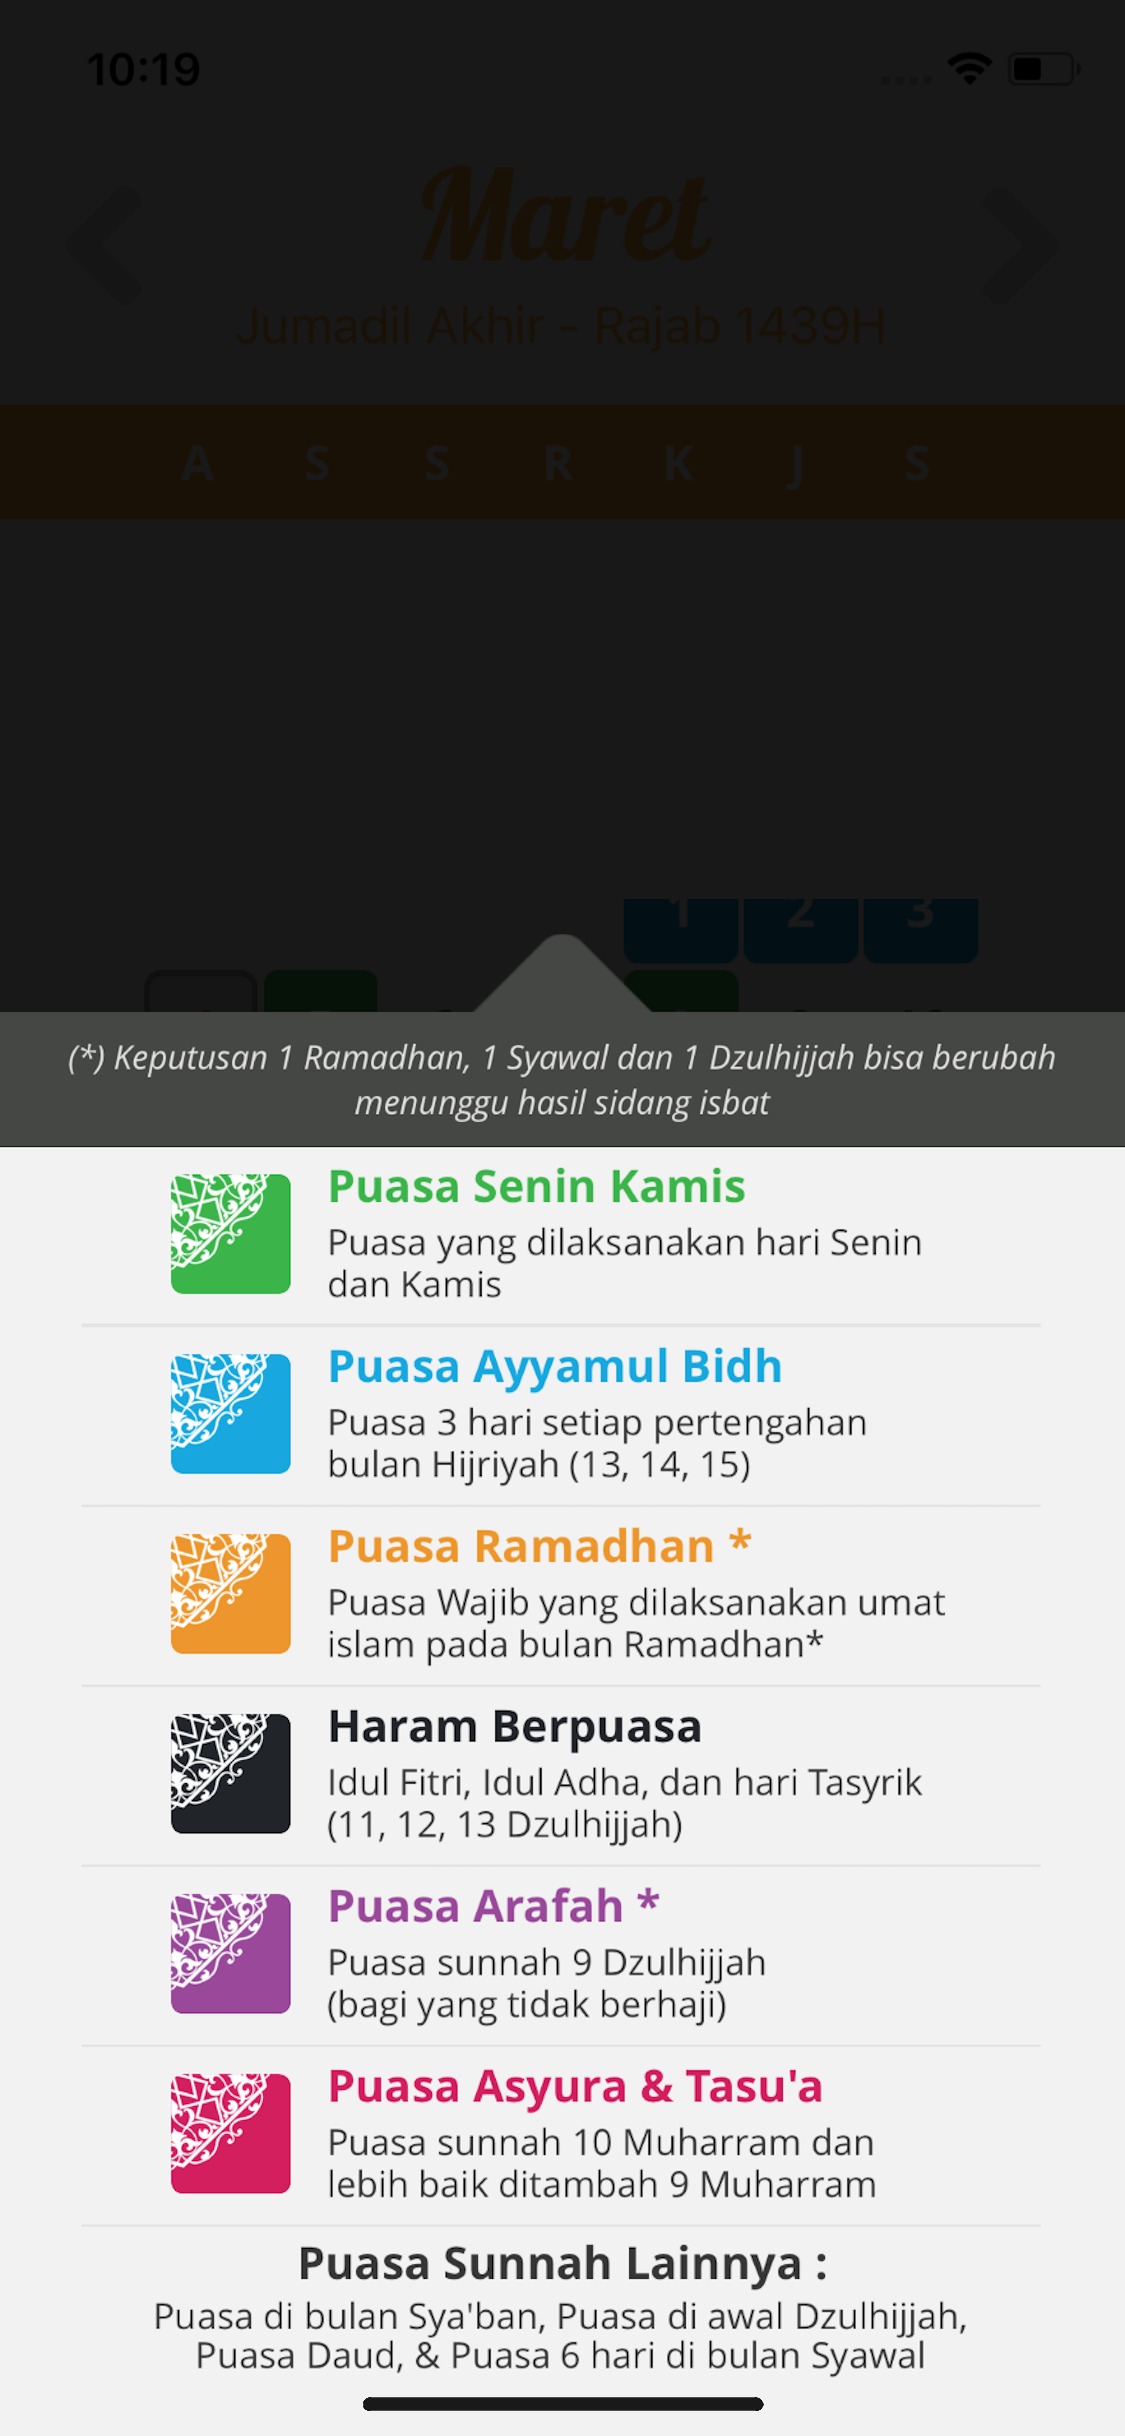 10:19
Maret
Jumadil Akhir - Rajab 1439H
A S S R K J S
1 2 3
(*) Keputusan 1 Ramadhan, 1 Syawal dan 1 Dzulhijjah bisa berubah
menunggu hasil sidang isbat
Puasa Senin Kamis
Puasa yang dilaksanakan hari Senin
dan Kamis
Puasa Ayyamul Bidh
Puasa 3 hari setiap pertengahan
bulan Hijriyah (13, 14, 15)
Puasa Ramadhan *
Puasa Wajib yang dilaksanakan umat
islam pada bulan Ramadhan*
Haram Berpuasa
Idul Fitri, Idul Adha, dan hari Tasyrik
(11, 12, 13 Dzulhijjah)
Puasa Arafah *
Puasa sunnah 9 Dzulhijjah
(bagi yang tidak berhaji)
Puasa Asyura & Tasu'a
Puasa sunnah 10 Muharram dan
lebih baik ditambah 9 Muharram
Puasa Sunnah Lainnya :
Puasa di bulan Sya'ban, Puasa di awal Dzulhijjah,
Puasa Daud, & Puasa 6 hari di bulan Syawal